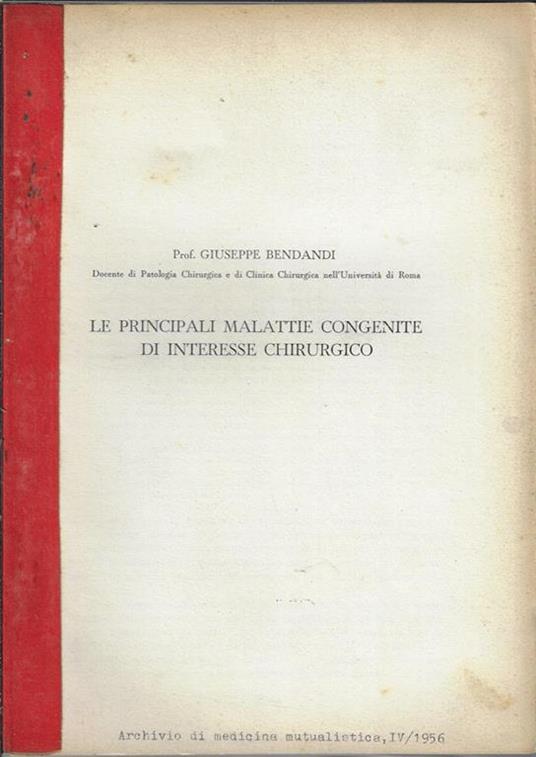 Prof. GIUSEPPE BENDANDI
Docente di Patologia Chirurgica e di Clinica Chirurgica nell'Università di Roma
LE PRINCIPALI MALATTIE CONGENITE
DI INTERESSE CHIRURGICO
Archivio di medicina mutualistica,IV/1956